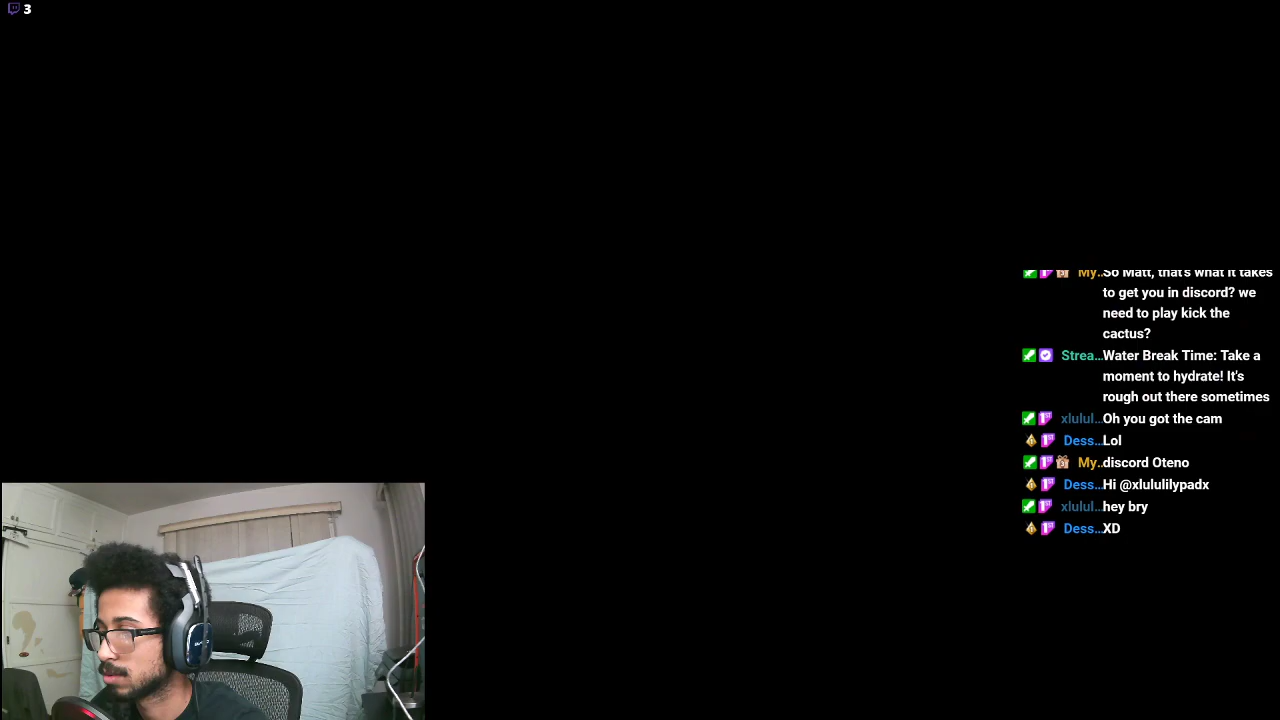 3
My..So Matt, that's what it takes
to get you in discord? we
need to play kick the
cactus?
Strea...Water Break Time: Take a
moment to hydrate! It's
rough out there sometimes
xlulul...Oh you got the cam
Dess...Lol
My..discord Oteno
Dess...Hi @xlululilypadx
xlulul...hey bry
Dess...XD